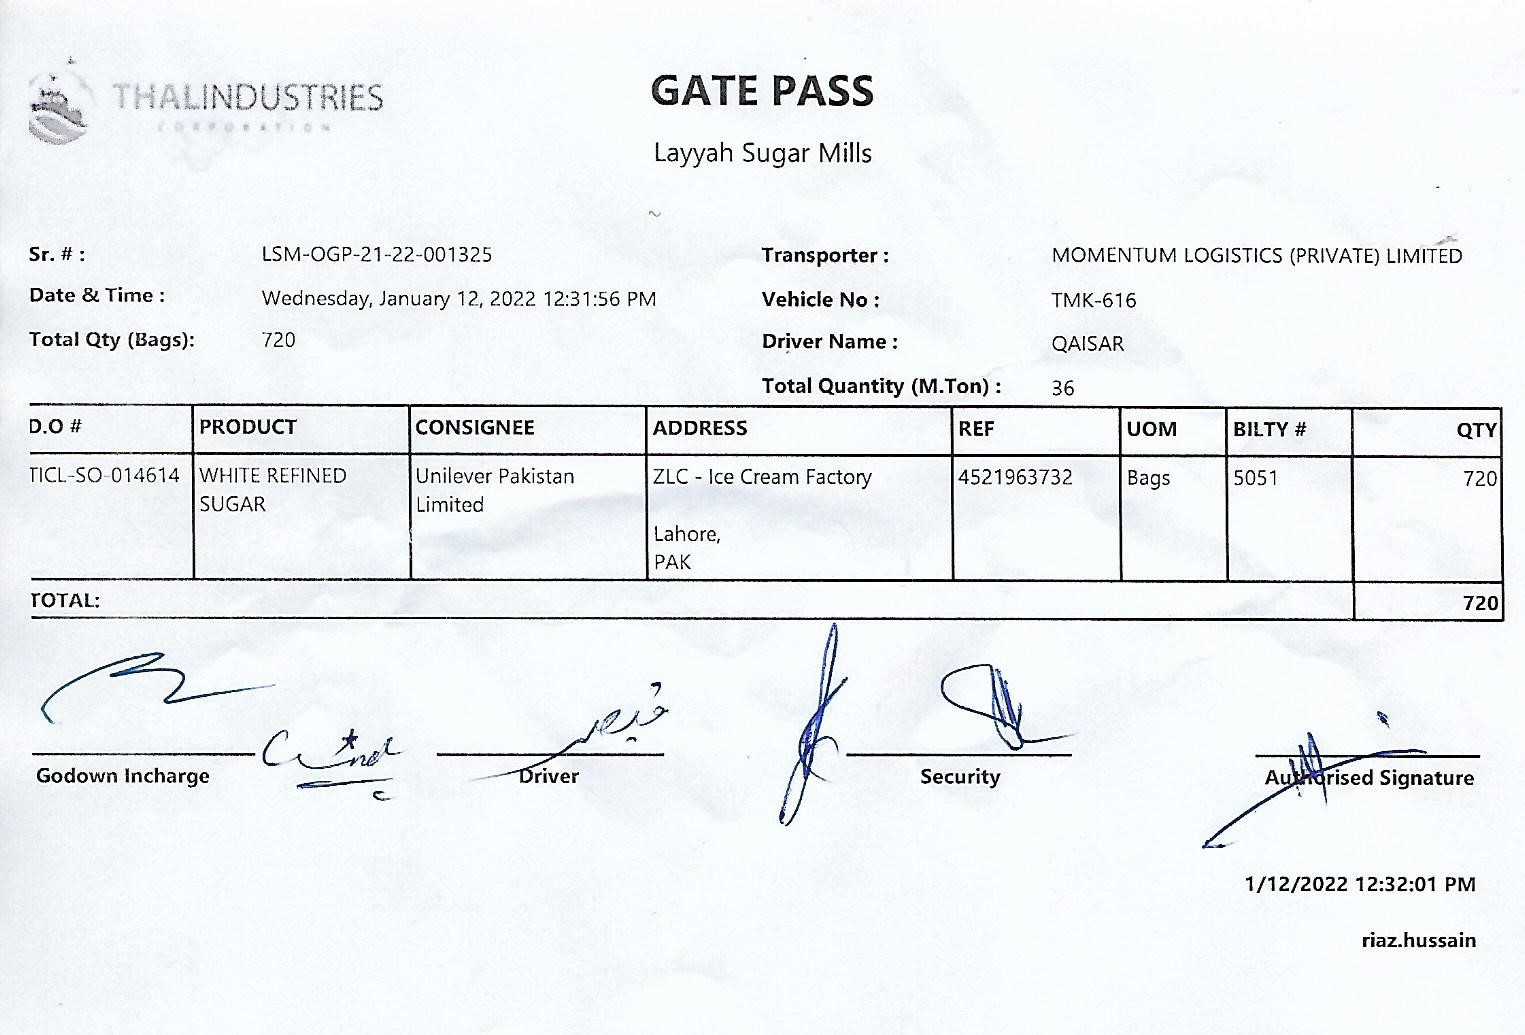 THALINDUSTRIES
CORPORATION
GATE PASS
Layyah Sugar Mills
Sr. # : LSM-OGP-21-22-001325
Transporter : MOMENTUM LOGISTICS (PRIVATE) LIMITED
Date & Time : Wednesday, January 12, 2022 12:31:56 PM
Vehicle No : TMK-616
Total Qty (Bags): 720
Driver Name : QAISAR
Total Quantity (M.Ton) : 36
D.O # PRODUCT CONSIGNEE ADDRESS REF UOM BILTY # QTY
TICL-SO-014614 WHITE REFINED Unilever Pakistan ZLC - Ice Cream Factory 4521963732 Bags 5051 720
SUGAR Limited
Lahore,
PAK
TOTAL: 720
Godown Incharge Driver Security Authorised Signature
1/12/2022 12:32:01 PM
riaz.hussain